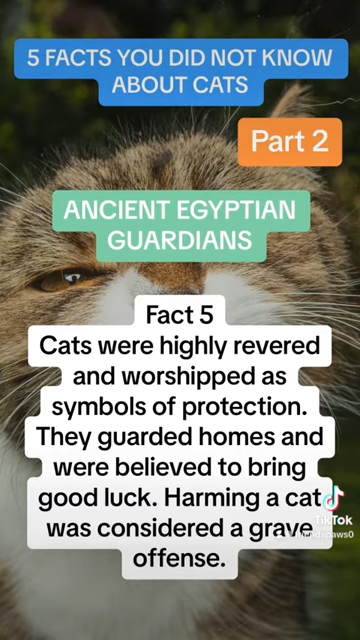 5 FACTS YOU DID NOT KNOW
ABOUT CATS
Part 2
ANCIENT EGYPTIAN
GUARDIANS
Fact 5
Cats were highly revered
and worshipped as
symbols of protection.
They guarded homes and
were believed to bring
good luck. Harming a cat
was considered a grave
offense.
TikTok